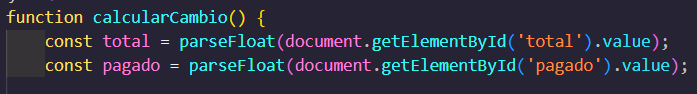 function calcularCambio() {
    const total = parseFloat(document.getElementById('total').value);
    const pagado = parseFloat(document.getElementById('pagado').value);